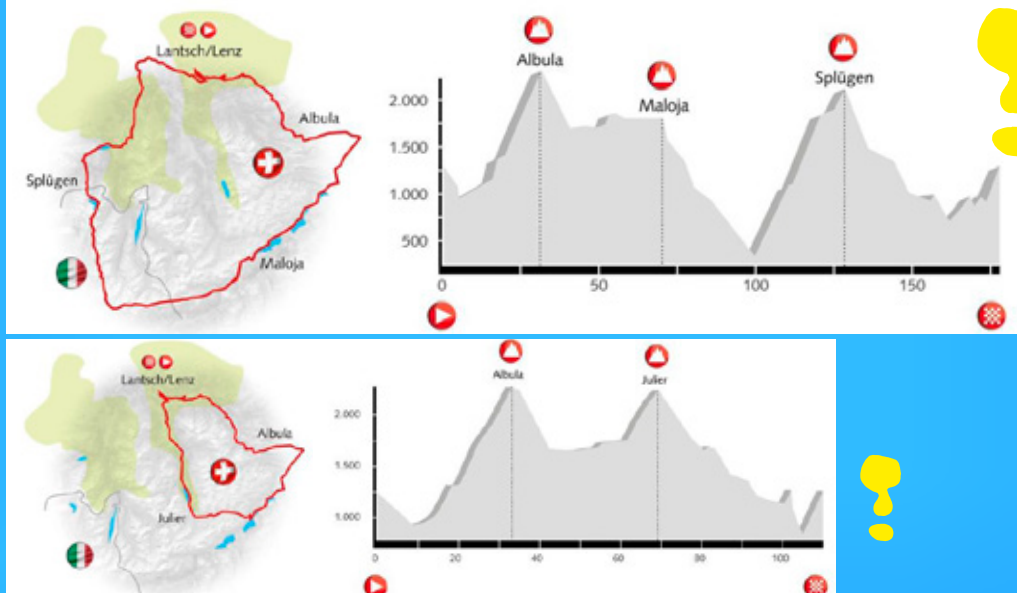 Lantsch/Lenz
Albula
Splügen
Maloja
Albula
Maloja
Splügen
2.000
1.500
1.000
500
0
50
100
150
Lantsch/Lenz
Albula
Julier
Albula
Julier
2.000
1.500
1.000
0
20
40
60
80
100